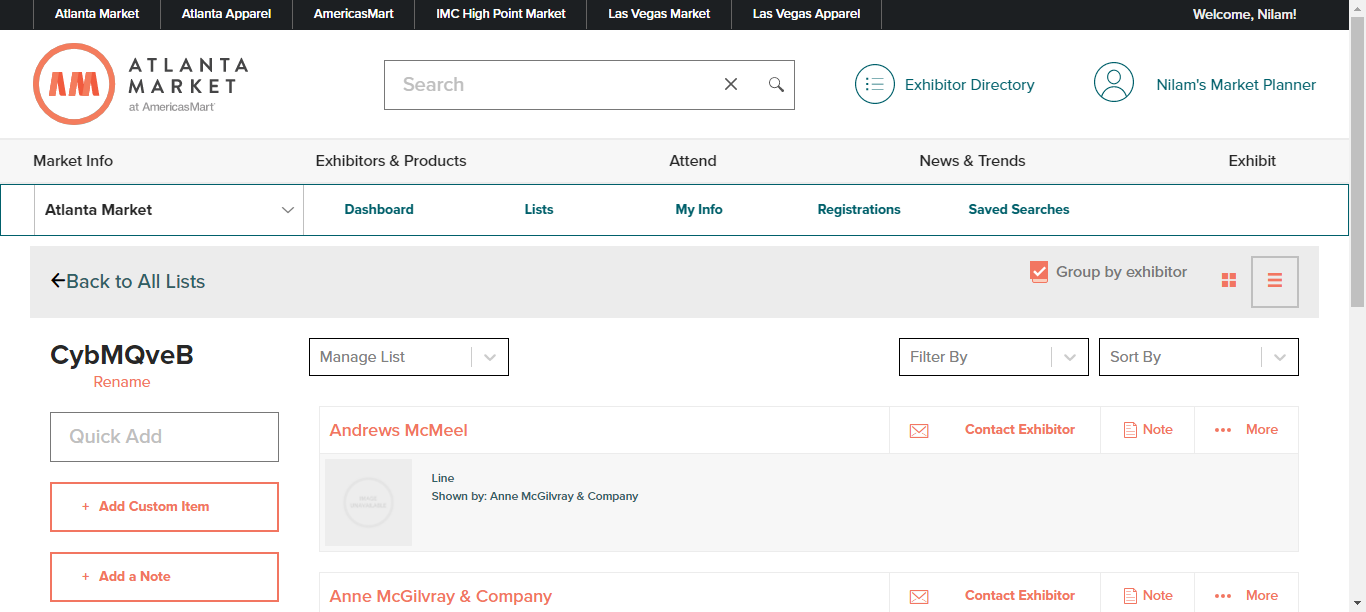 Atlanta Market Atlanta Apparel AmericasMart IMC High Point Market Las Vegas Market Las Vegas Apparel Welcome, Nilam!
ATLANTA
MARKET
at AmericasMart
Search
Exhibitor Directory
Nilam's Market Planner
Market Info Exhibitors & Products Attend News & Trends Exhibit
Atlanta Market Dashboard Lists My Info Registrations Saved Searches
Back to All Lists
Group by exhibitor
CybMQveB
Rename
Manage List
Filter By
Sort By
Quick Add
+ Add Custom Item
+ Add a Note
Andrews McMeel
Contact Exhibitor
Note
More
Line
Shown by: Anne McGilvray & Company
Anne McGilvray & Company
Contact Exhibitor
Note
More